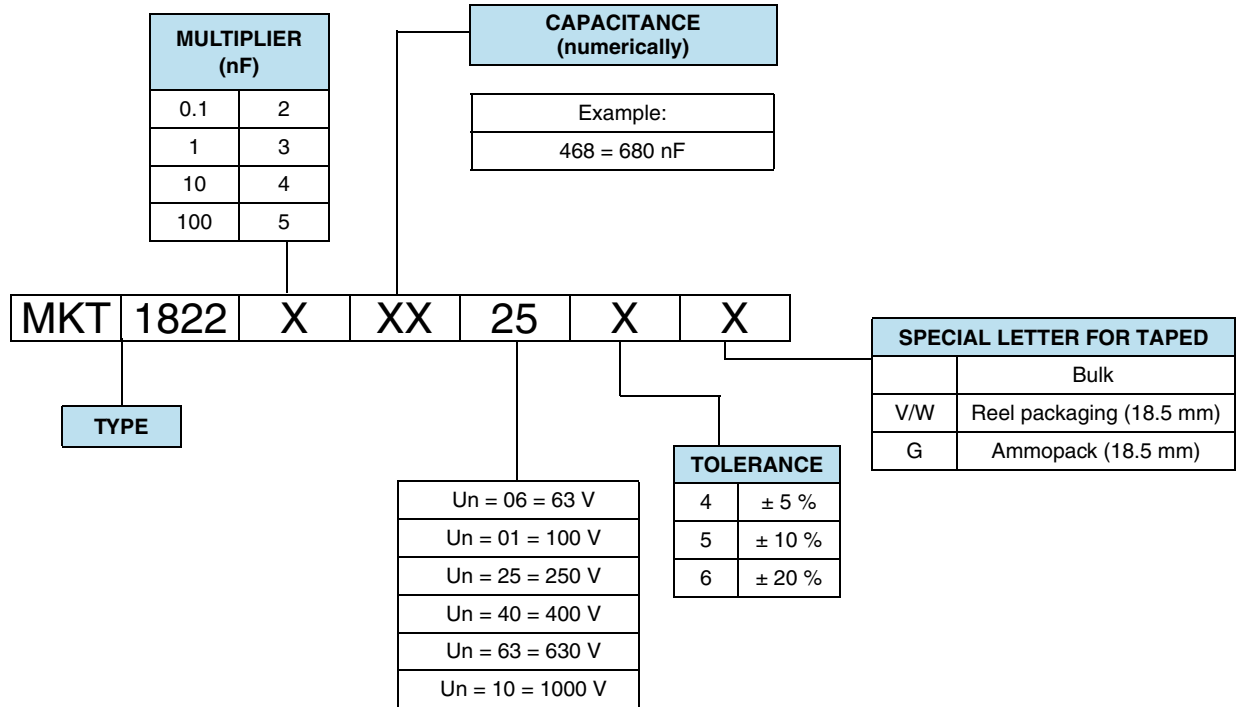 MULTIPLIER
(nF)
0.1 2
1 3
10 4
100 5
CAPACITANCE
(numerically)
Example:
468 = 680 nF
MKT 1822 X XX 25 X X
TYPE
SPECIAL LETTER FOR TAPED
Bulk
V/W Reel packaging (18.5 mm)
G Ammopack (18.5 mm)
TOLERANCE
4 ± 5 %
5 ± 10 %
6 ± 20 %
Un = 06 = 63 V
Un = 01 = 100 V
Un = 25 = 250 V
Un = 40 = 400 V
Un = 63 = 630 V
Un = 10 = 1000 V